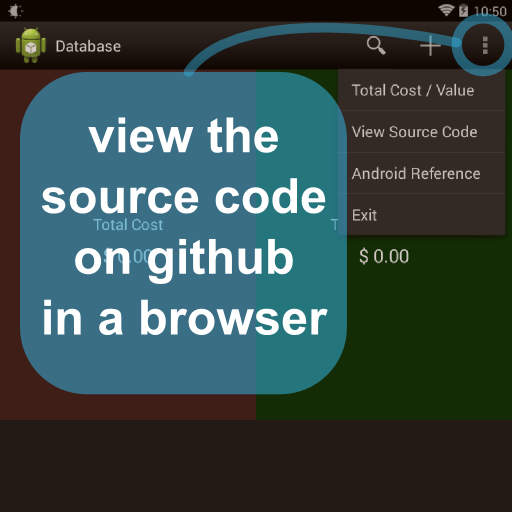 10:50
Database
Total Cost / Value
View Source Code
Android Reference
Exit
view the
source code
on github
in a browser
Total Cost
T
$ 0.00
$ 0.00